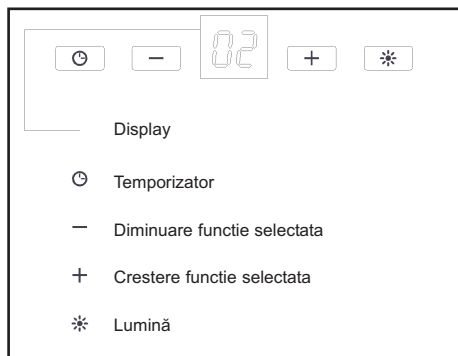 02
Display
Temporizator
− Diminuare functie selectata
+ Crestere functie selectata
Lumină